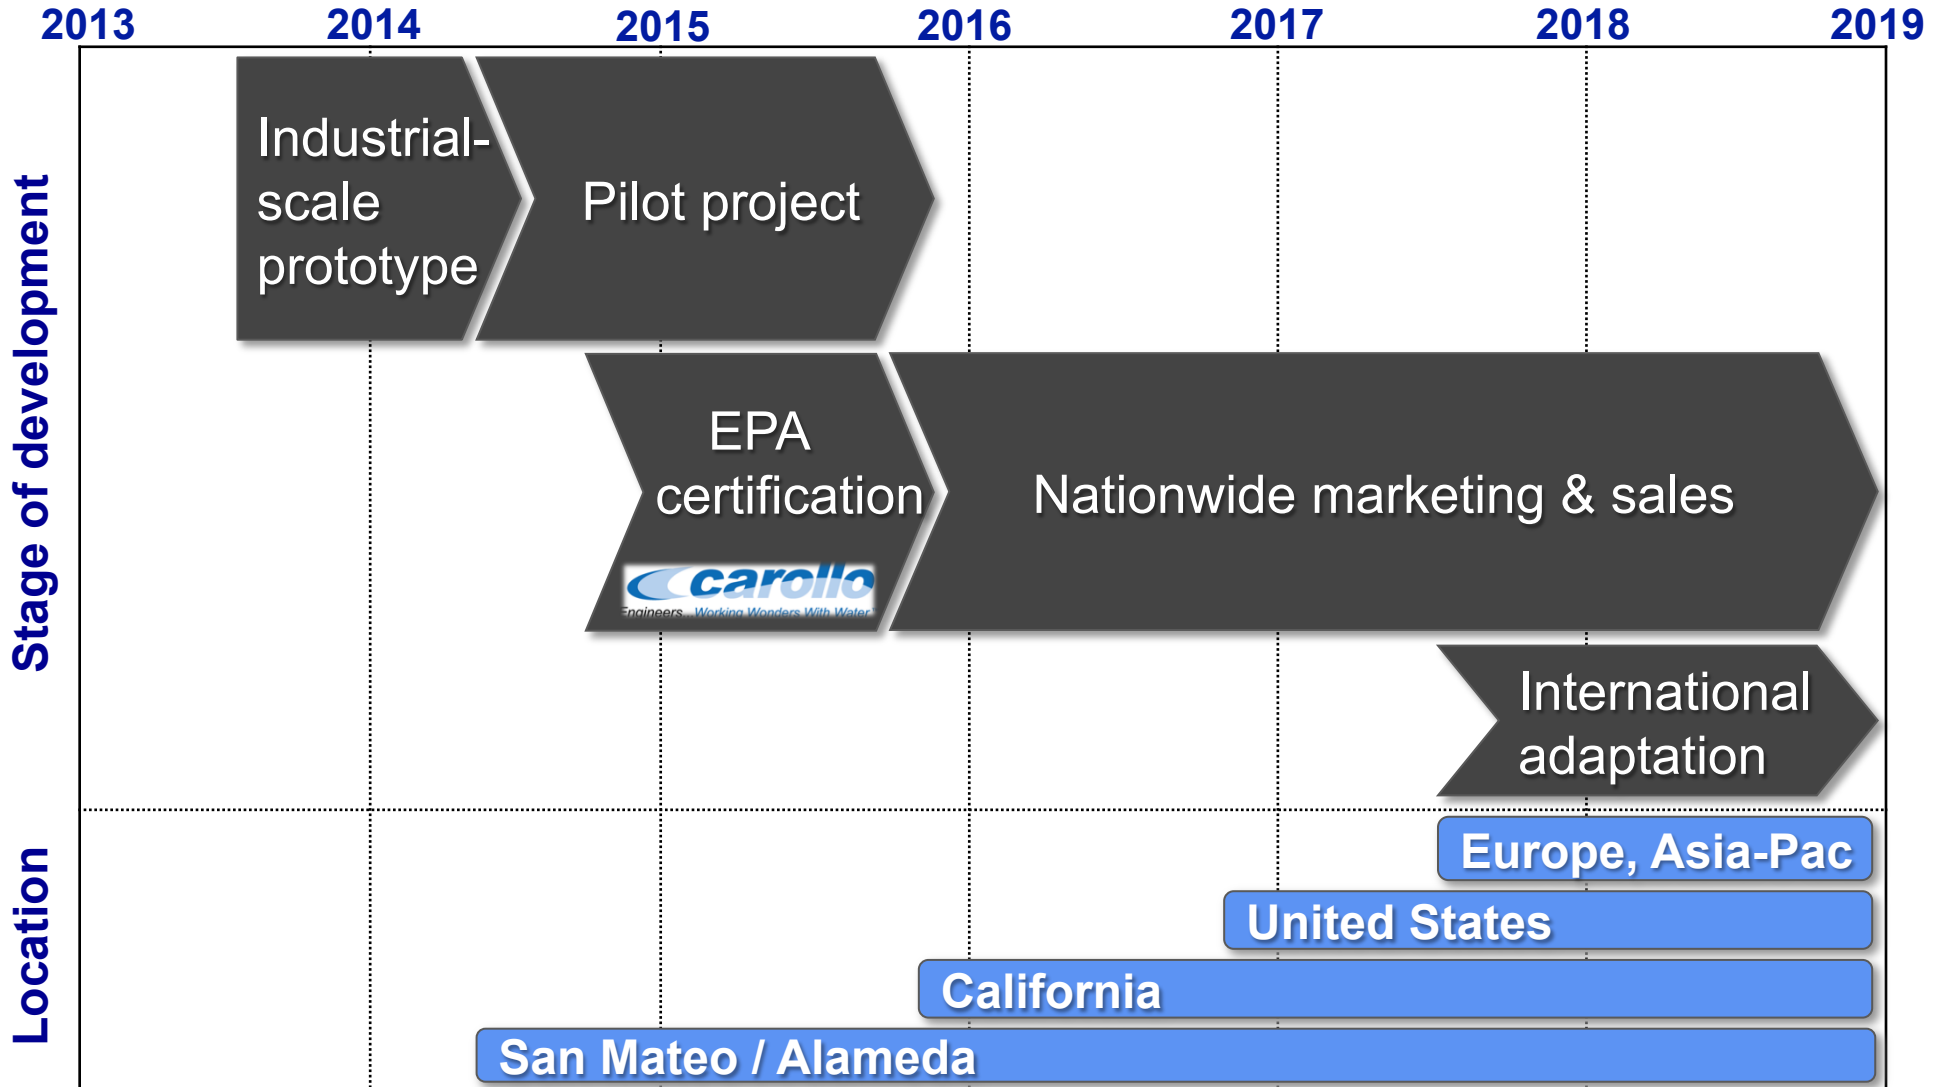 2013 2014 2015 2016 2017 2018 2019
Stage of development
Industrial-
scale
prototype
Pilot project
EPA
certification
carollo
Engineers...Working Wonders With Water
Nationwide marketing & sales
International
adaptation
Location
Europe, Asia-Pac
United States
California
San Mateo / Alameda